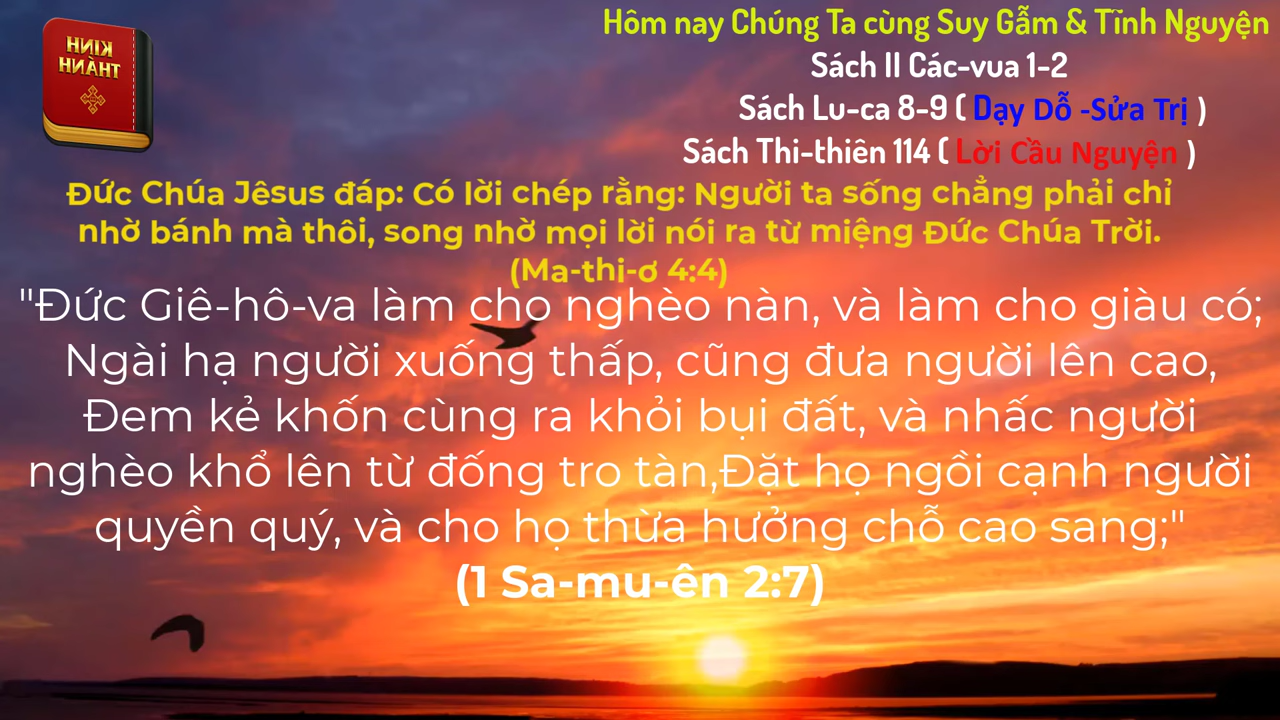 KINH
THÀNH
Hôm nay Chúng Ta cùng Suy Gẫm & Tĩnh Nguyện
Sách II Các-vua 1-2
Sách Lu-ca 8-9 ( Dạy Dỗ -Sửa Trị )
Sách Thi-thiên 114 ( Lời Cầu Nguyện )
Đức Chúa Jêsus đáp: Có lời chép rằng: Người ta sống chẳng phải chỉ
nhờ bánh mà thôi, song nhờ mọi lời nói ra từ miệng Đức Chúa Trời.
(Ma-thi-ơ 4:4)
"Đức Giê-hô-va làm cho nghèo nàn, và làm cho giàu có;
Ngài hạ người xuống thấp, cũng đưa người lên cao,
Đem kẻ khốn cùng ra khỏi bụi đất, và nhấc người
nghèo khổ lên từ đống tro tàn,Đặt họ ngồi cạnh người
quyền quý, và cho họ thừa hưởng chỗ cao sang;"
(1 Sa-mu-ên 2:7)